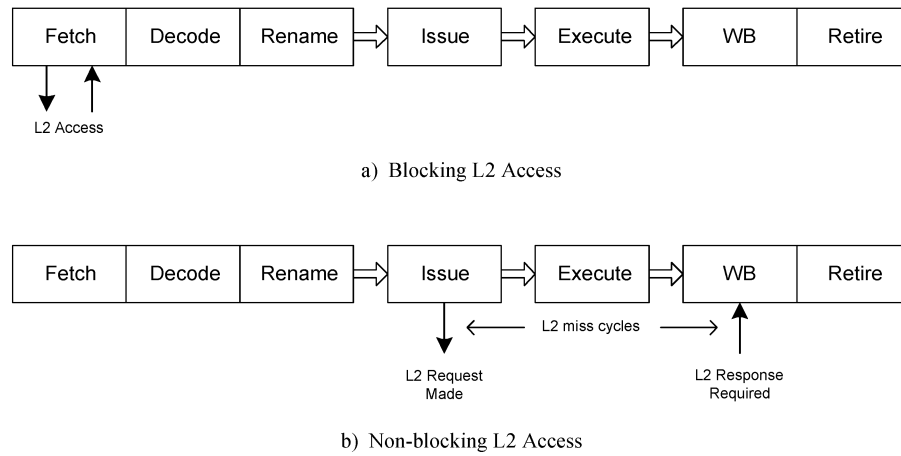 Fetch Decode Rename Issue Execute WB Retire
L2 Access
a) Blocking L2 Access
Fetch Decode Rename Issue Execute WB Retire
L2 miss cycles
L2 Request Made
L2 Response Required
b) Non-blocking L2 Access